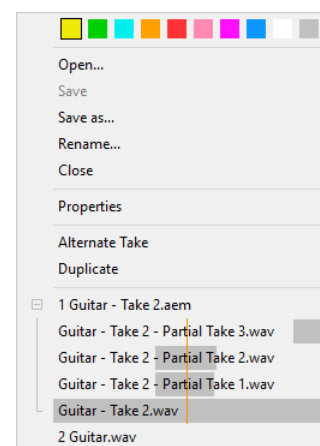 Open...
Save
Save as...
Rename...
Close
Properties
Alternate Take
Duplicate
1 Guitar - Take 2.aem
Guitar - Take 2 - Partial Take 3.wav
Guitar - Take 2 - Partial Take 2.wav
Guitar - Take 2 - Partial Take 1.wav
Guitar - Take 2.wav
2 Guitar.wav